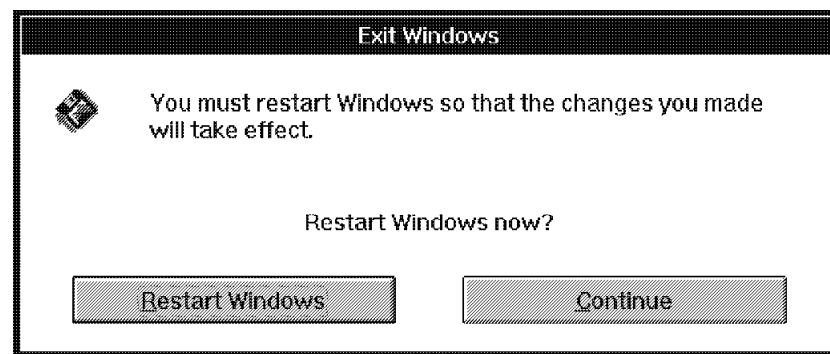 Exit Windows
You must restart Windows so that the changes you made
will take effect.
Restart Windows now?
Restart Windows
Continue